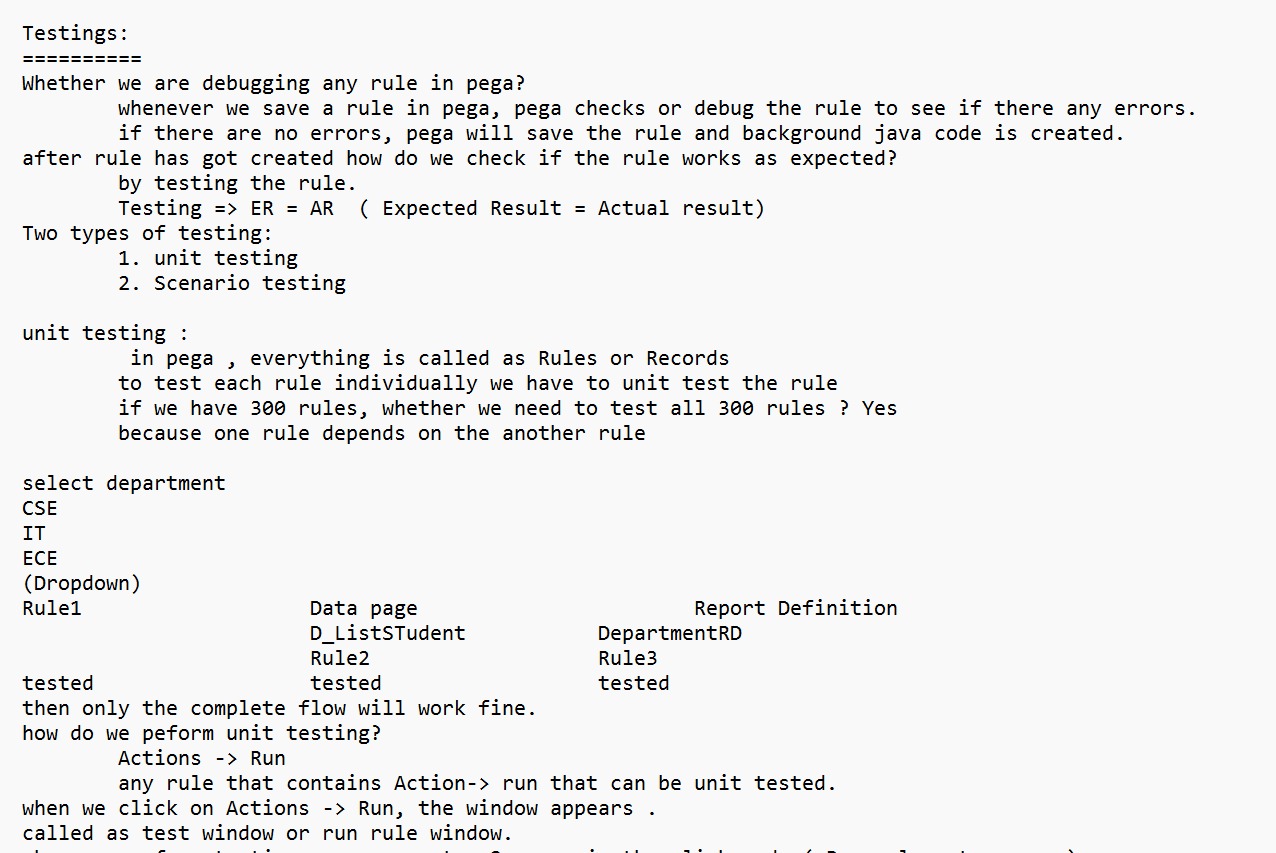 Testings:
==========
Whether we are debugging any rule in pega?
whenever we save a rule in pega, pega checks or debug the rule to see if there any errors.
if there are no errors, pega will save the rule and background java code is created.
after rule has got created how do we check if the rule works as expected?
by testing the rule.
Testing => ER = AR  ( Expected Result = Actual result)
Two types of testing:
1. unit testing
2. Scenario testing
unit testing :
in pega , everything is called as Rules or Records
to test each rule individually we have to unit test the rule
if we have 300 rules, whether we need to test all 300 rules ? Yes
because one rule depends on the another rule
select department
CSE
IT
ECE
(Dropdown)
Rule1 Data page Report Definition
D_ListSTudent DepartmentRD
Rule2 Rule3
tested tested tested
then only the complete flow will work fine.
how do we peform unit testing?
Actions -> Run
any rule that contains Action-> run that can be unit tested.
when we click on Actions -> Run, the window appears .
called as test window or run rule window.